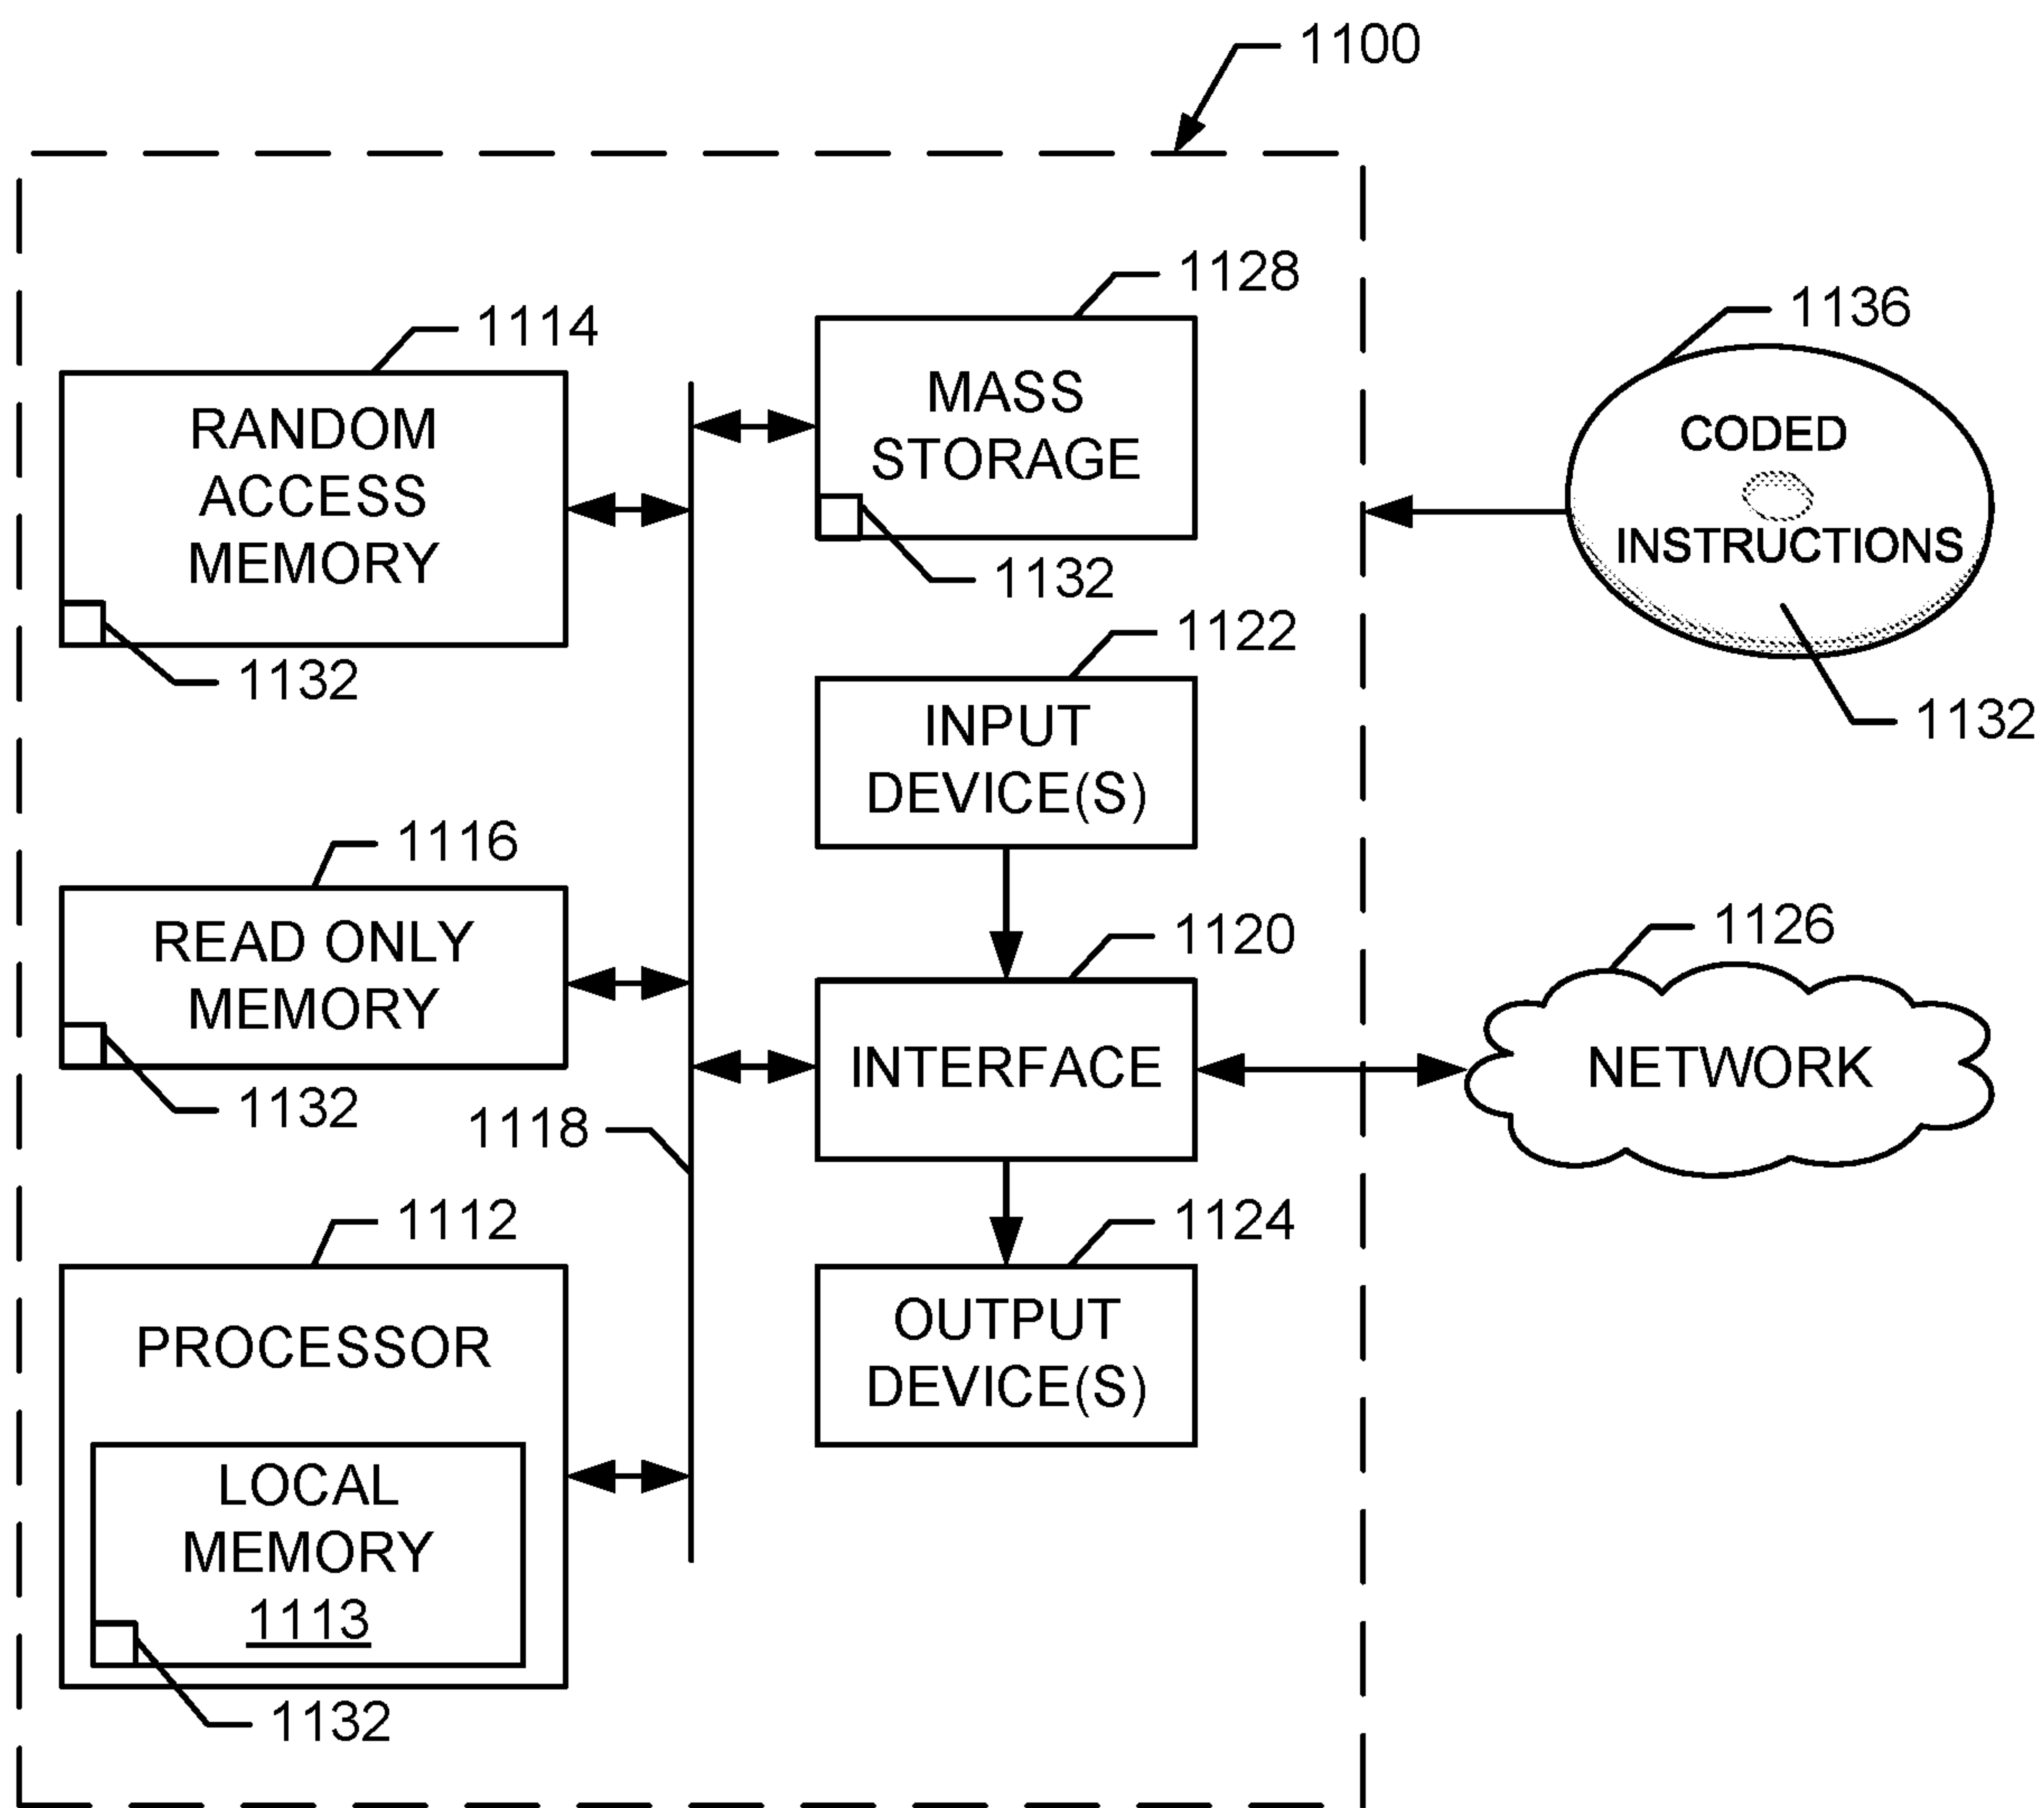 1100
1128
1114
1136
MASS
STORAGE
RANDOM
ACCESS
MEMORY
CODED
INSTRUCTIONS
1132
1132
1122
1132
INPUT
DEVICE(S)
1116
1120
1126
READ ONLY
MEMORY
INTERFACE
NETWORK
1132
1118
1112
1124
PROCESSOR
OUTPUT
DEVICE(S)
LOCAL
MEMORY
1113
1132